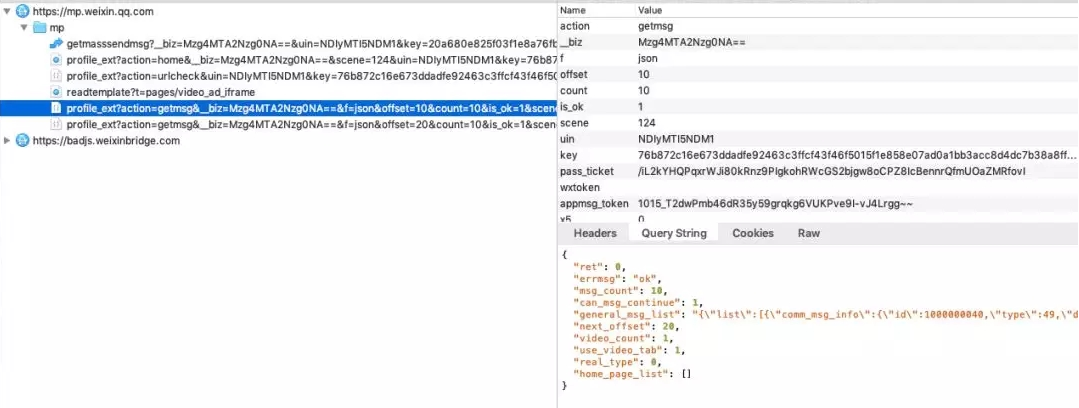 https://mp.weixin.qq.com
mp
getmasssendmsg?__biz=Mzg4MTA2Nzg0NA==&uin=NDIyMTI5NDM1&key=20a680e825f03f1e8a76fb
profile_ext?action=home&__biz=Mzg4MTA2Nzg0NA==&scene=124&uin=NDIyMTI5NDM1&key=76b87
profile_ext?action=urlcheck&uin=NDIyMTI5NDM1&key=76b872c16e673ddadfe92463c3ffcf43f46f50
readtemplate?t=pages/video_ad_iframe
profile_ext?action=getmsg&__biz=Mzg4MTA2Nzg0NA==&f=json&offset=10&count=10&is_ok=1&scene
profile_ext?action=getmsg&__biz=Mzg4MTA2Nzg0NA==&f=json&offset=20&count=10&is_ok=1&scen
https://badjs.weixinbridge.com
Name Value
action getmsg
__biz Mzg4MTA2Nzg0NA==
f json
offset 10
count 10
is_ok 1
scene 124
uin NDIyMTI5NDM1
key 76b872c16e673ddadfe92463c3ffcf43f46f5015f1e858e07ad0a1bb3acc8d4dc7b38a8ff...
pass_ticket /iL2kYHQPqxrWJi80kRnz9PIgkohRWcGS2bjgw8oCPZ8IcBennrQfmUOaZMRfovI
wxtoken
appmsg_token 1015_T2dwPmb46dR35y59grqkg6VUKPve9I-vJ4Lrgg~~
x5 0
Headers Query String Cookies Raw
{
"ret": 0,
"errmsg": "ok",
"msg_count": 10,
"can_msg_continue": 1,
"general_msg_list": "{\"list\":[{\"comm_msg_info\":{\"id\":1000000040,\"type\":49,\"d
"next_offset": 20,
"video_count": 1,
"use_video_tab": 1,
"real_type": 0,
"home_page_list": []
}